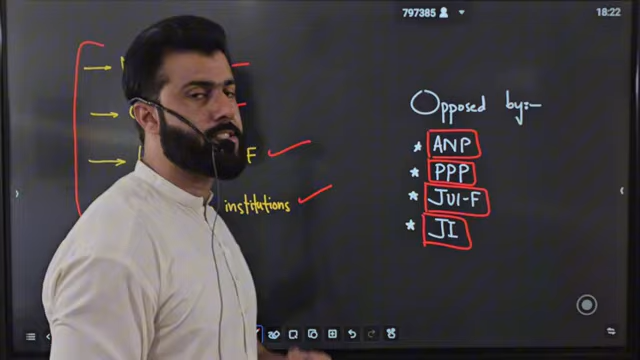 797385
18:22
F
institutions
Opposed by:-
* ANP
* PPP
* JUI-F
* JI